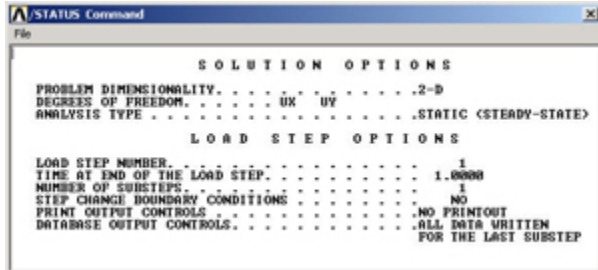 /STATUS Command
File
S O L U T I O N   O P T I O N S
PROBLEM DIMENSIONALITY. . . . . . . . . . . . .2-D
DEGREES OF FREEDOM. . . . . . UX   UY
ANALYSIS TYPE . . . . . . . . . . . . . . . . .STATIC (STEADY-STATE)
L O A D   S T E P   O P T I O N S
LOAD STEP NUMBER. . . . . . . . . . . . . . . . 1
TIME AT END OF THE LOAD STEP. . . . . . . . . . 1.0000
NUMBER OF SUBSTEPS. . . . . . . . . . . . . . . 1
STEP CHANGE BOUNDARY CONDITIONS . . . . . . . . NO
PRINT OUTPUT CONTROLS . . . . . . . . . . . . .NO PRINTOUT
DATABASE OUTPUT CONTROLS. . . . . . . . . . . .ALL DATA WRITTEN
FOR THE LAST SUBSTEP